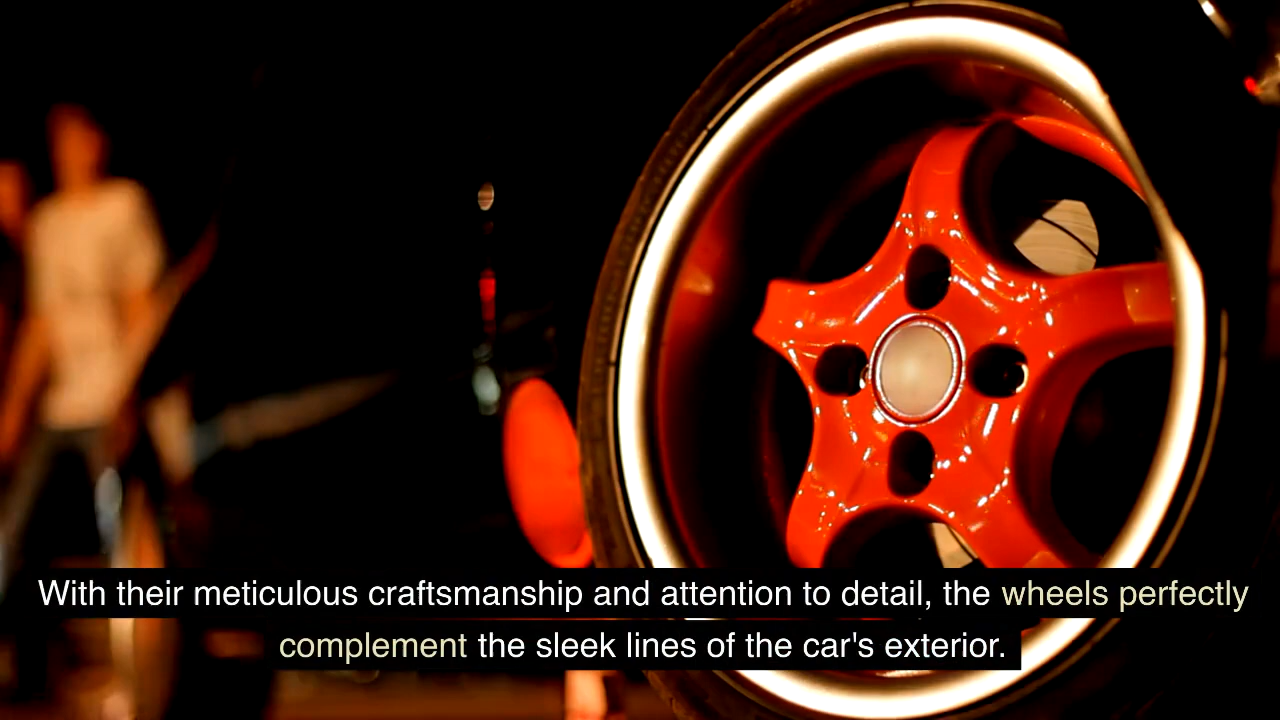 With their meticulous craftsmanship and attention to detail, the wheels perfectly
complement the sleek lines of the car's exterior.